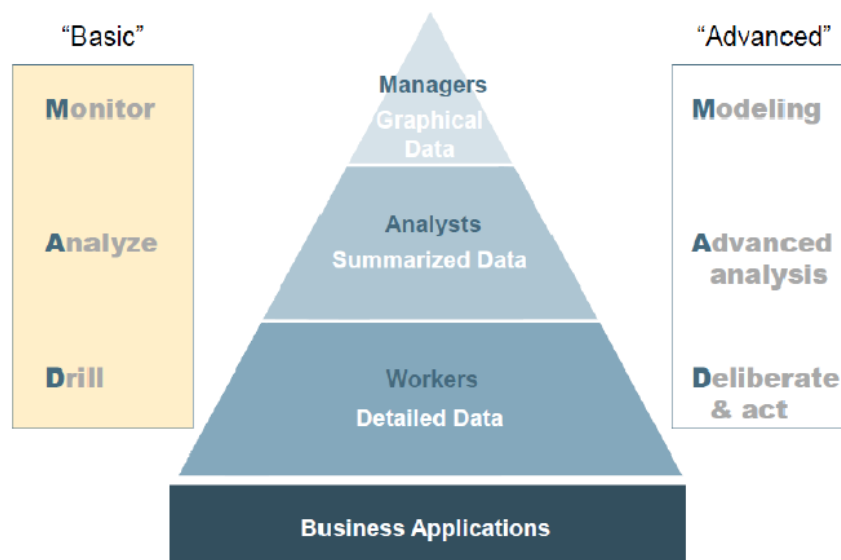 “Basic”
Monitor
Analyze
Drill
Managers
Graphical
Data
Analysts
Summarized Data
Workers
Detailed Data
Business Applications
“Advanced”
Modeling
Advanced
analysis
Deliberate
& act